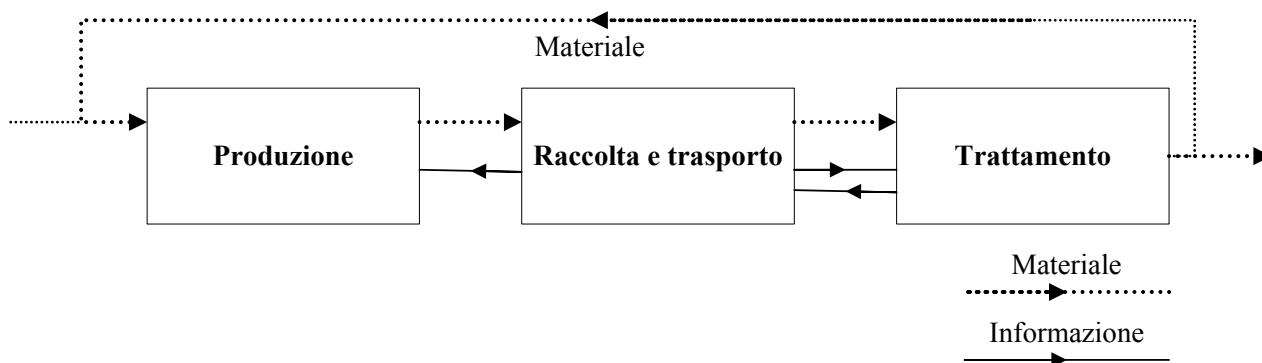 Materiale
Produzione
Raccolta e trasporto
Trattamento
Materiale
Informazione